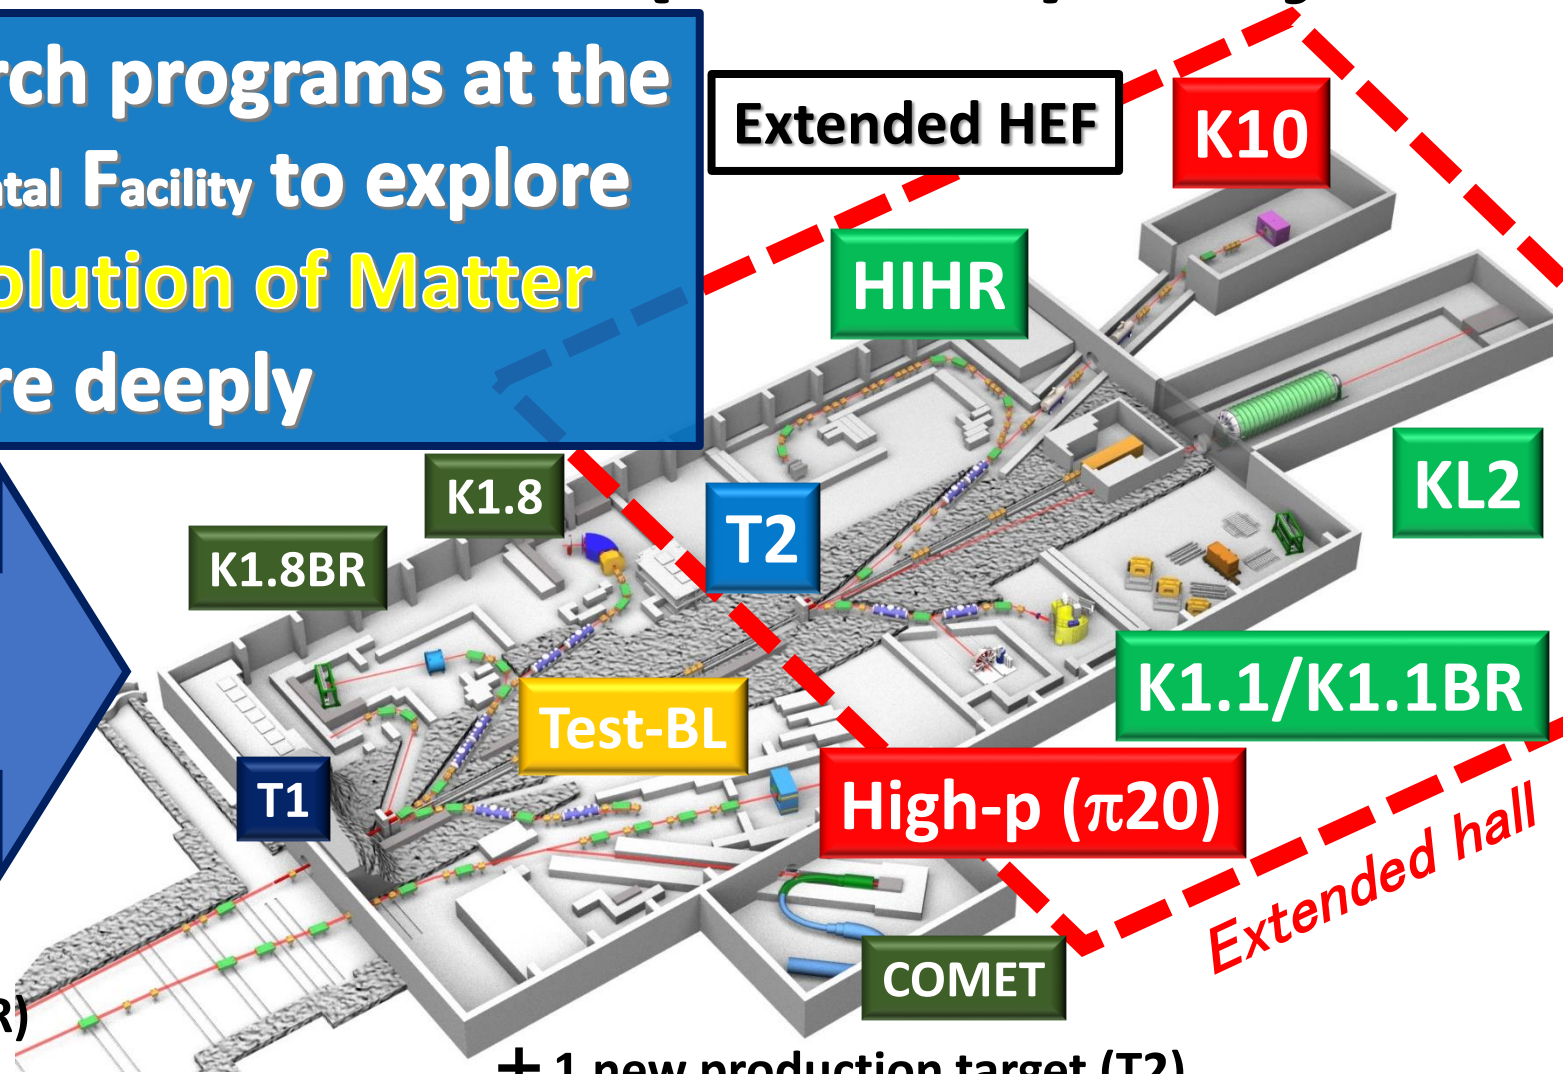 rch programs at the
ntal Facility to explore
olution of Matter
re deeply
Extended HEF
K10
HIHR
KL2
K1.8
T2
K1.8BR
K1.1/K1.1BR
Test-BL
T1
High-p (π20)
Extended hall
COMET
R)
+ 1 new production target (T2)